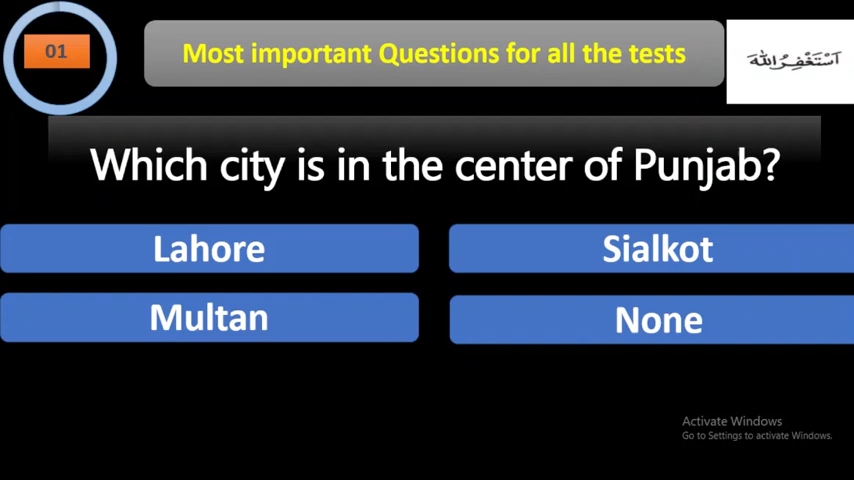 01
Most important Questions for all the tests
اَسْتَغْفِرُاللّٰهَ
Which city is in the center of Punjab?
Lahore
Sialkot
Multan
None
Activate Windows
Go to Settings to activate Windows.